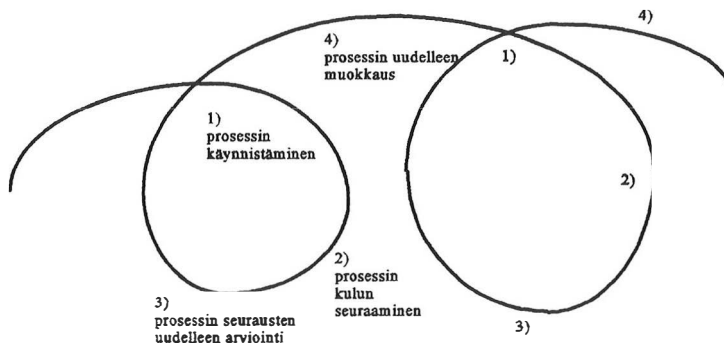 4)
prosessin uudelleen
muokkaus
1)
4)
1)
prosessin
käynnistäminen
2)
2)
prosessin
kulun
seuraaminen
3)
prosessin seurausten
uudelleen arviointi
3)